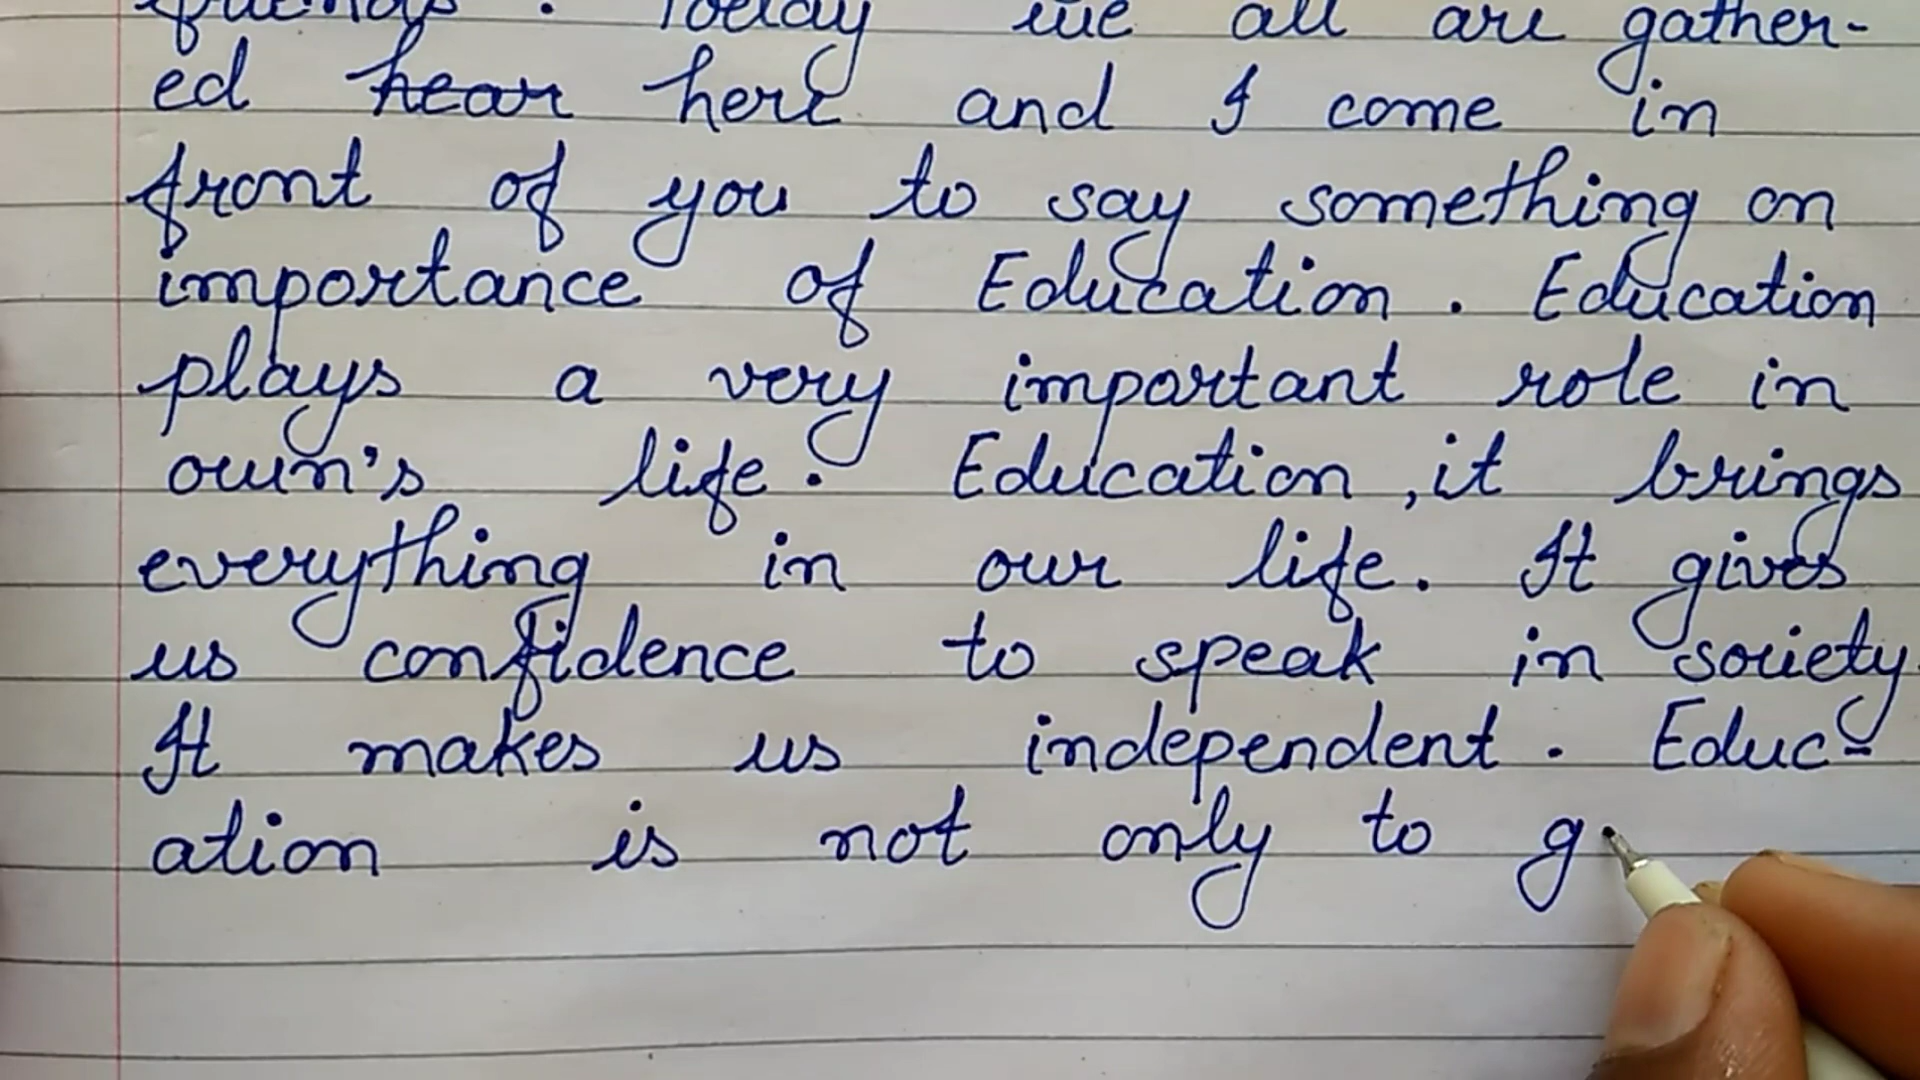 friends. Today we all are gather-
ed hear here and I come in
front of you to say something on
importance of Education. Education
plays a very important role in
own's life. Education, it brings
everything in our life. It gives
us confidence to speak in society.
It makes us independent. Educ-
ation is not only to g